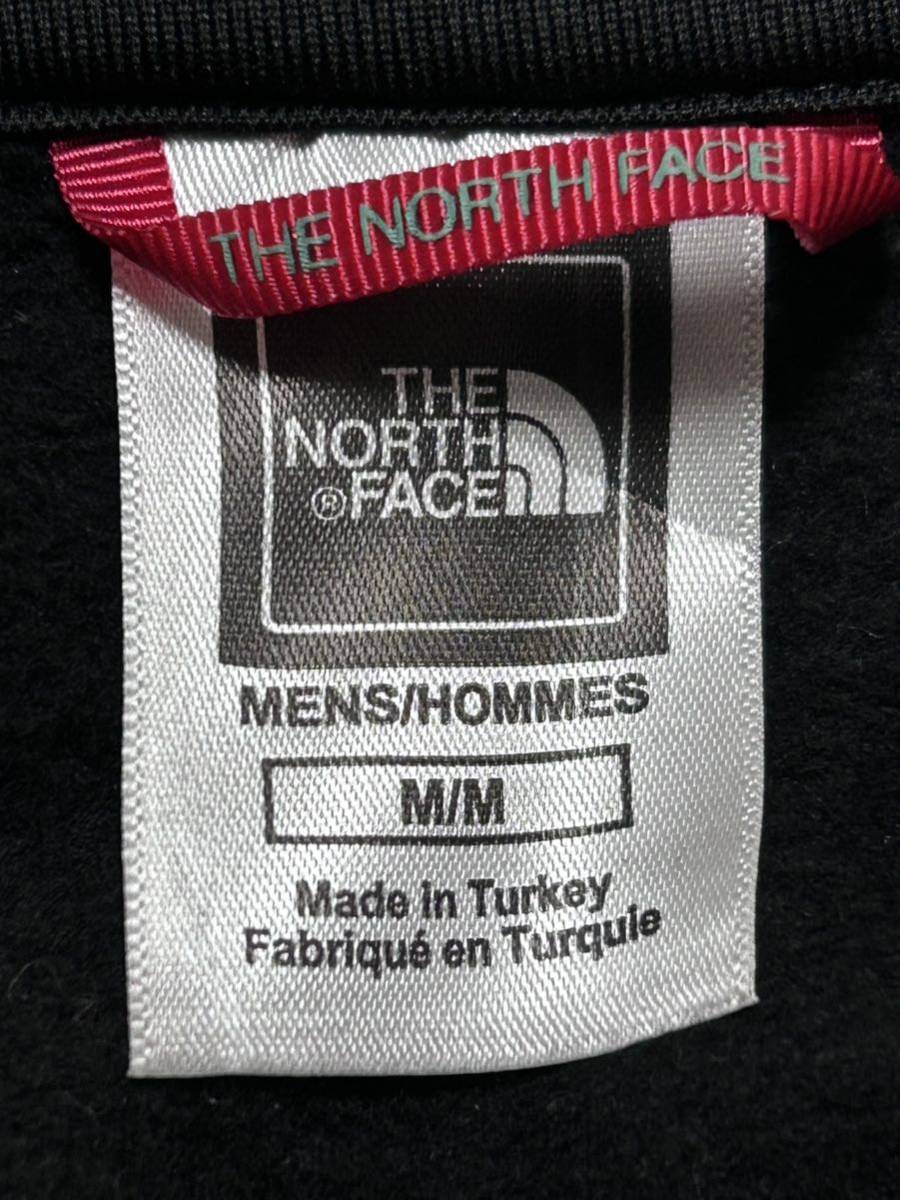 THE NORTH FACE
THE
NORTH
®FACE
MENS/HOMMES
M/M
Made in Turkey
Fabriqué en Turquie